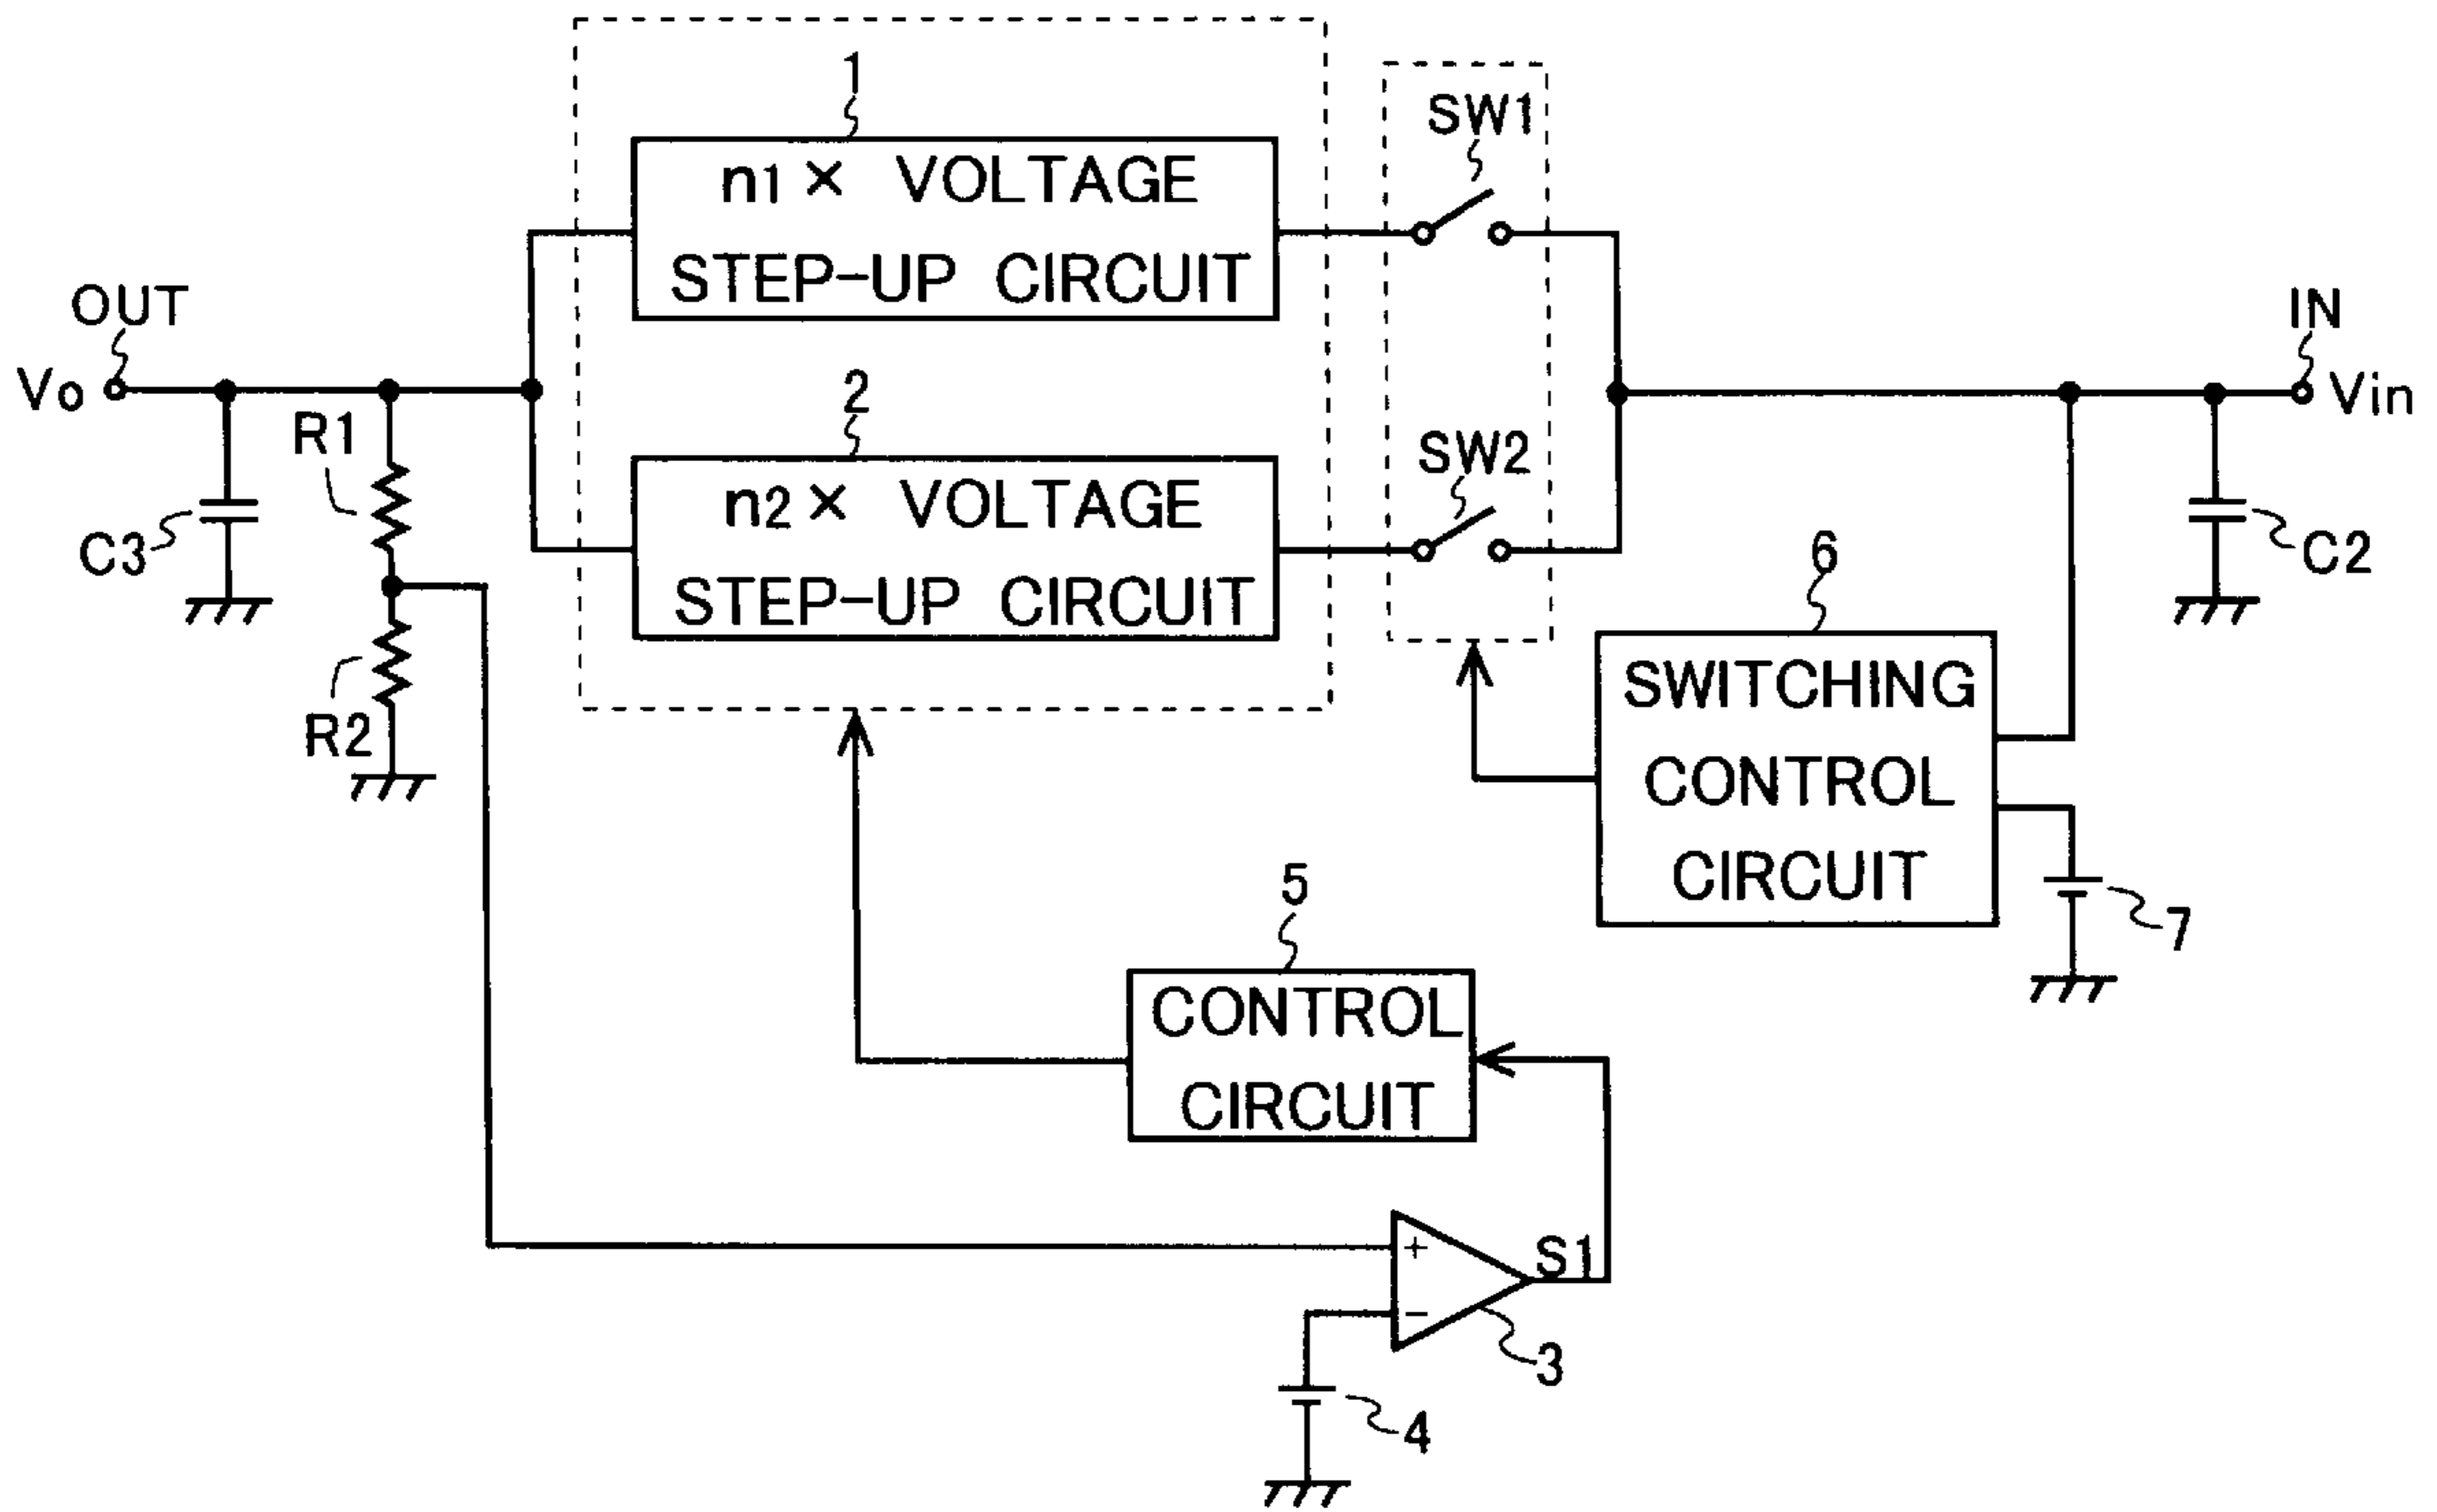 1
SW1
n1 × VOLTAGE
STEP-UP CIRCUIT
OUT
IN
Vo
Vin
2
R1
SW2
n2 × VOLTAGE
STEP-UP CIRCUIT
C3
6
C2
R2
SWITCHING
CONTROL
CIRCUIT
5
7
CONTROL
CIRCUIT
+
S1
−
3
4